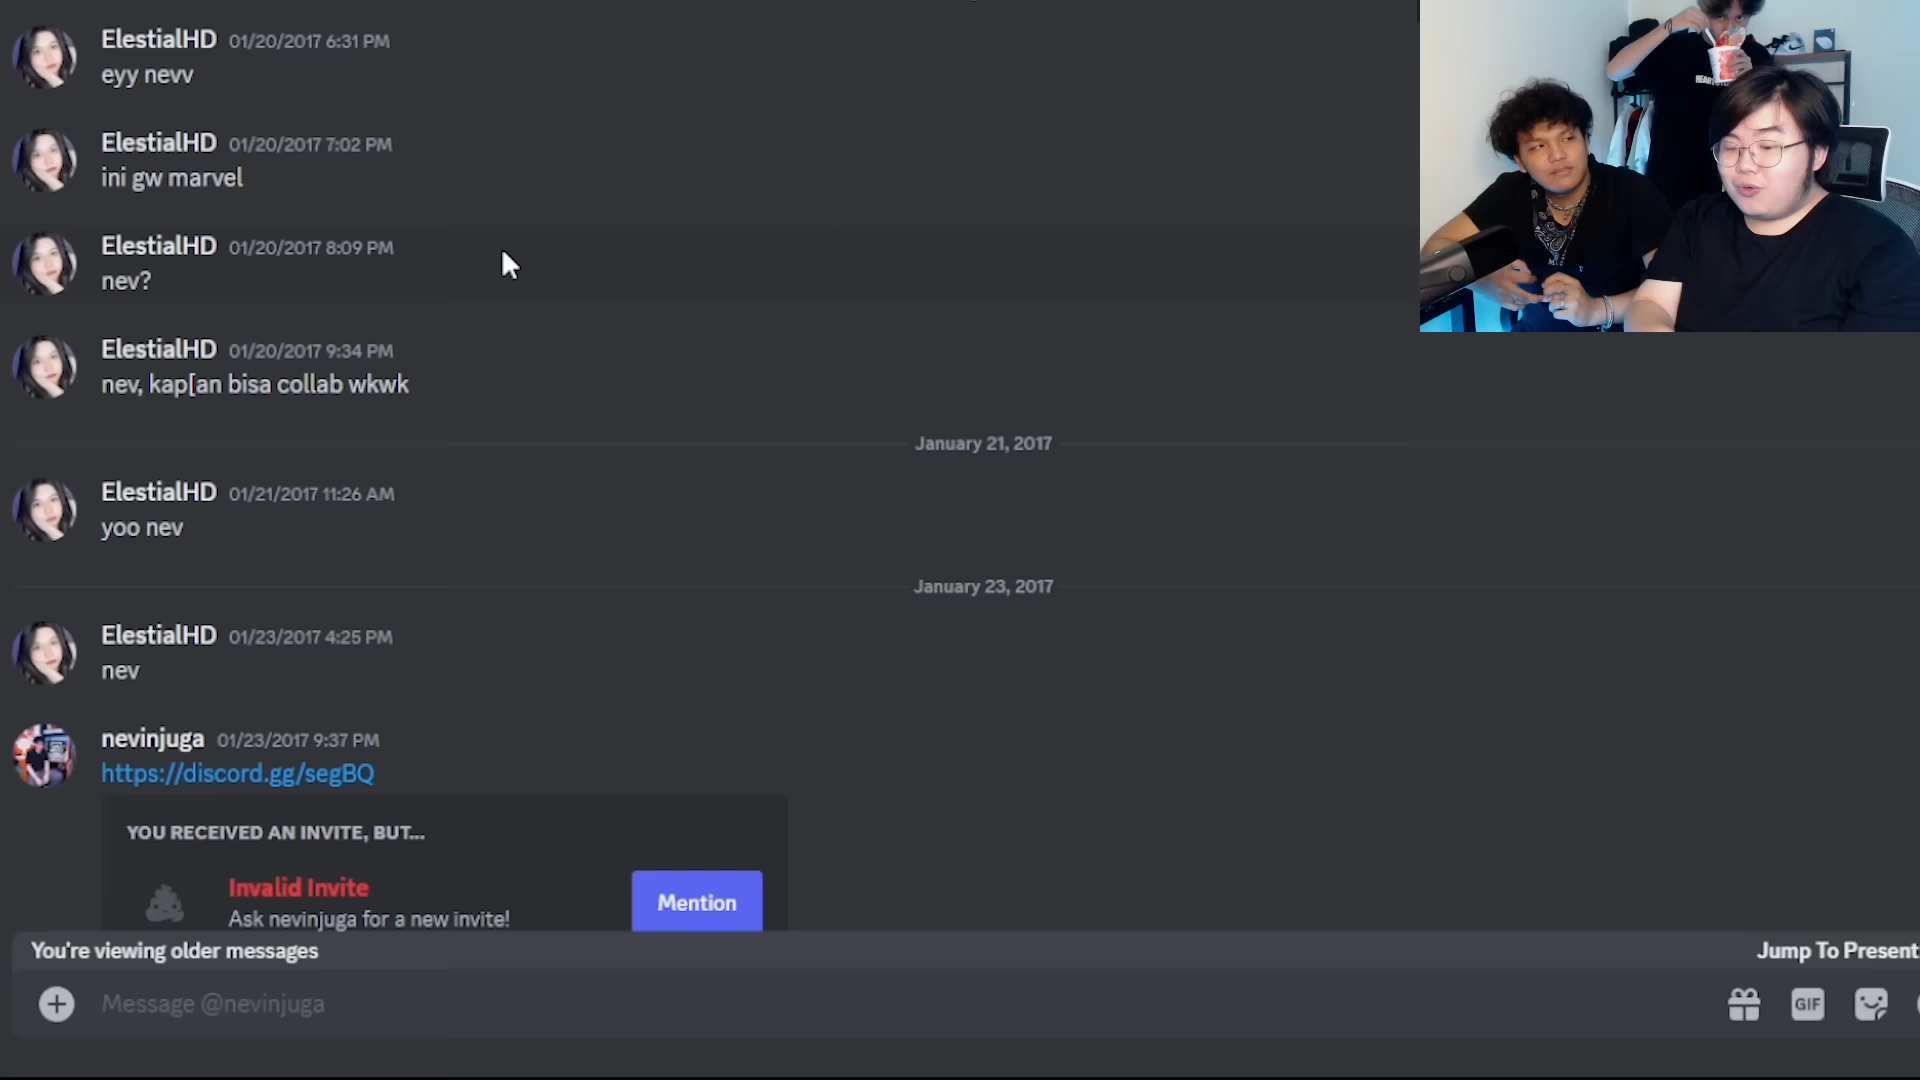 ElestialHD 01/20/2017 6:31 PM
eyy nevv
ElestialHD 01/20/2017 7:02 PM
ini gw marvel
ElestialHD 01/20/2017 8:09 PM
nev?
ElestialHD 01/20/2017 9:34 PM
nev, kap[an bisa collab wkwk
January 21, 2017
ElestialHD 01/21/2017 11:26 AM
yoo nev
January 23, 2017
ElestialHD 01/23/2017 4:25 PM
nev
nevinjuga 01/23/2017 9:37 PM
https://discord.gg/segBQ
YOU RECEIVED AN INVITE, BUT...
Invalid Invite
Ask nevinjuga for a new invite!
Mention
You're viewing older messages
Jump To Present
Message @nevinjuga
GIF